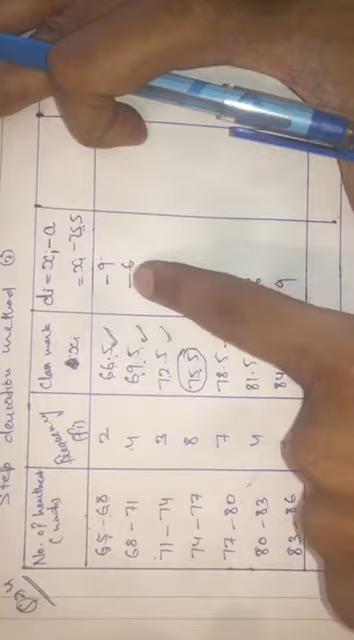 Step deviation method
No. of heartbeat Frequency Class mark di = xi - a
(fi) xi = xi - 75.5
65 - 68 2 66.5 ✓ - 9
68 - 71 4 69.5 ✓ - 6
71 - 74 3 72.5 ✓
74 - 77 8 75.5
77 - 80 7 78.5
80 - 83 4 81.5
83 - 86 84 9